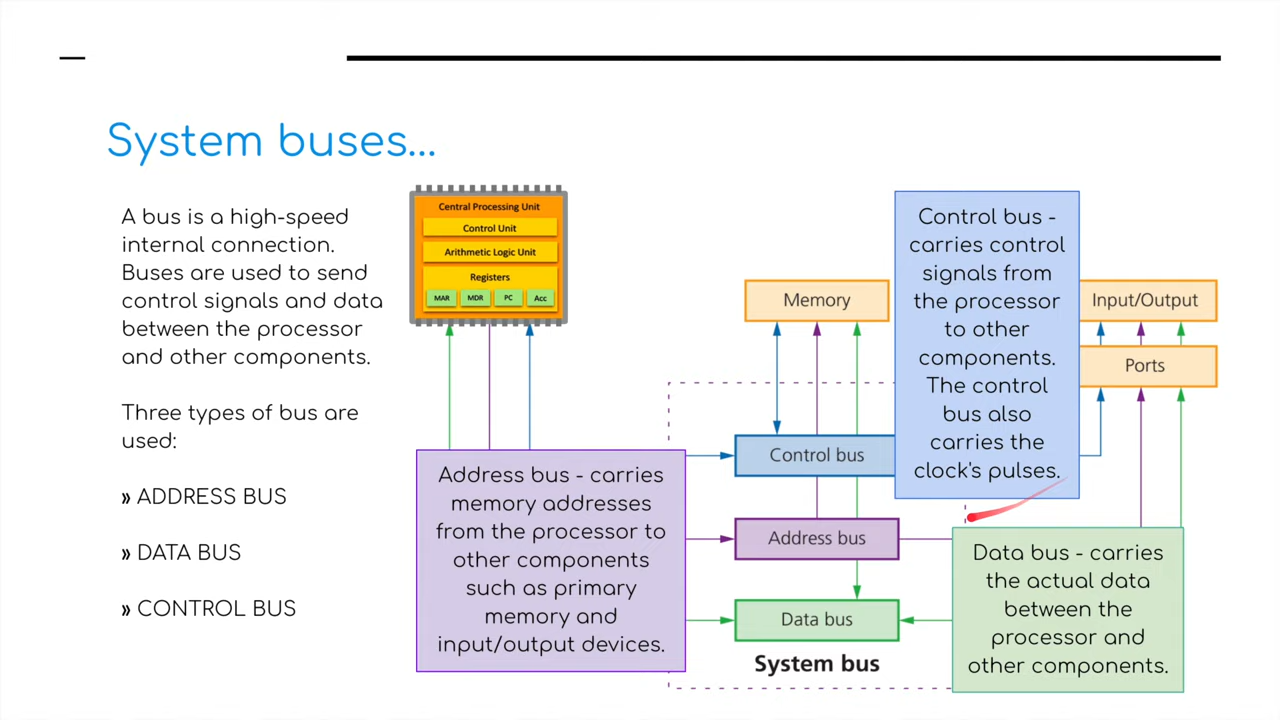 System buses...
A bus is a high-speed
internal connection.
Buses are used to send
control signals and data
between the processor
and other components.
Three types of bus are
used:
» ADDRESS BUS
» DATA BUS
» CONTROL BUS
Central Processing Unit
Control Unit
Arithmetic Logic Unit
Registers
MAR MDR PC Acc
Address bus - carries
memory addresses
from the processor to
other components
such as primary
memory and
input/output devices.
Memory
Control bus
Address bus
Data bus
System bus
Control bus -
carries control
signals from
the processor
to other
components.
The control
bus also
carries the
clock's pulses.
Input/Output
Ports
Data bus - carries
the actual data
between the
processor and
other components.